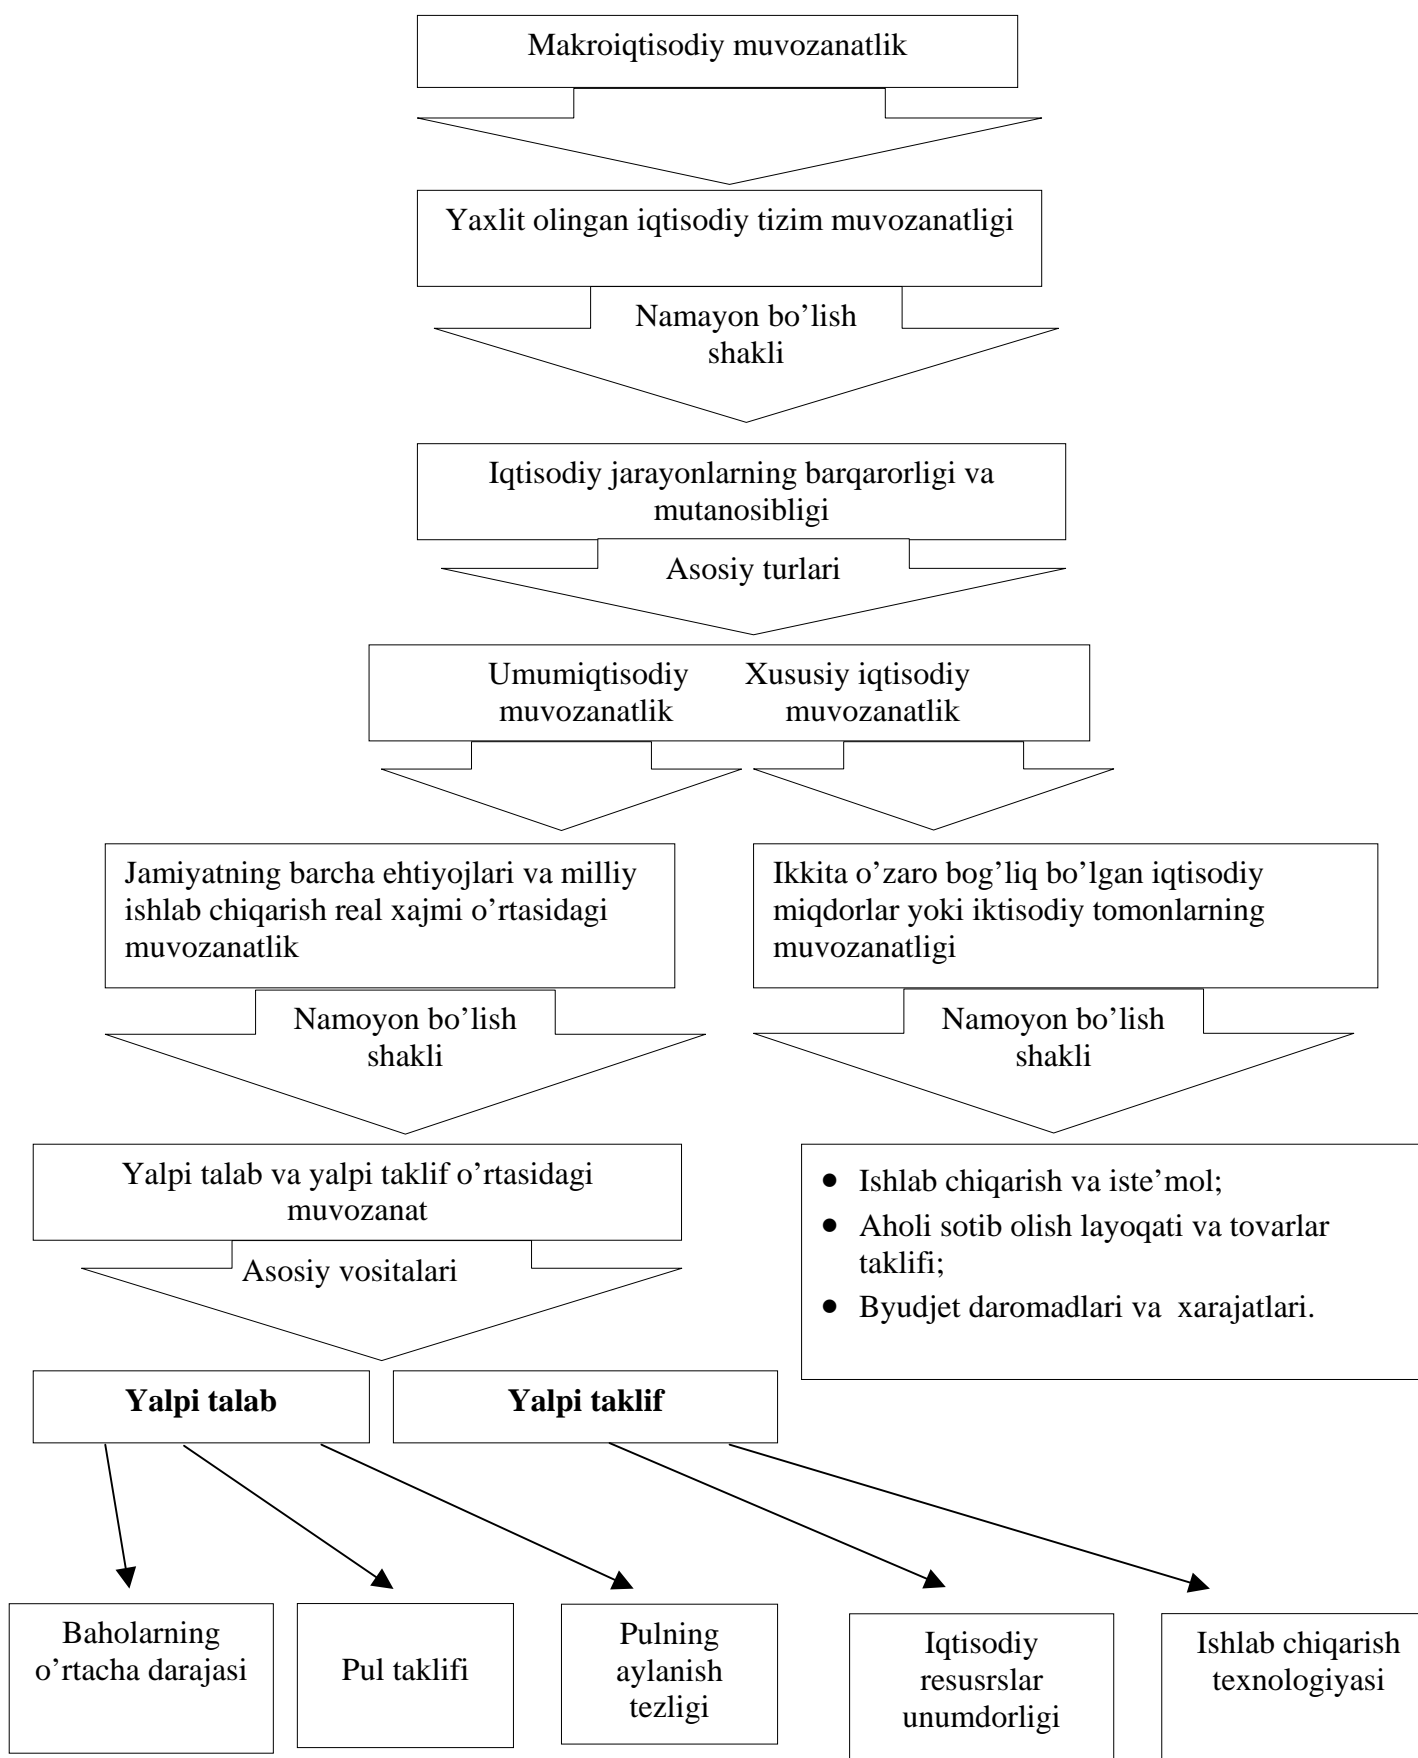 Makroiqtisodiy muvozanatlik
Yaxlit olingan iqtisodiy tizim muvozanatligi
Namayon bo’lish
shakli
Iqtisodiy jarayonlarning barqarorligi va
mutanosibligi
Asosiy turlari
Umumiqtisodiy
muvozanatlik
Xususiy iqtisodiy
muvozanatlik
Jamiyatning barcha ehtiyojlari va milliy
ishlab chiqarish real xajmi o’rtasidagi
muvozanatlik
Ikkita o’zaro bog’liq bo’lgan iqtisodiy
miqdorlar yoki iktisodiy tomonlarning
muvozanatligi
Namoyon bo’lish
shakli
Namoyon bo’lish
shakli
Yalpi talab va yalpi taklif o’rtasidagi
muvozanat
• Ishlab chiqarish va iste’mol;
• Aholi sotib olish layoqati va tovarlar
taklifi;
• Byudjet daromadlari va xarajatlari.
Asosiy vositalari
Yalpi talab
Yalpi taklif
Baholarning
o’rtacha darajasi
Pul taklifi
Pulning
aylanish
tezligi
Iqtisodiy
resusrslar
unumdorligi
Ishlab chiqarish
texnologiyasi